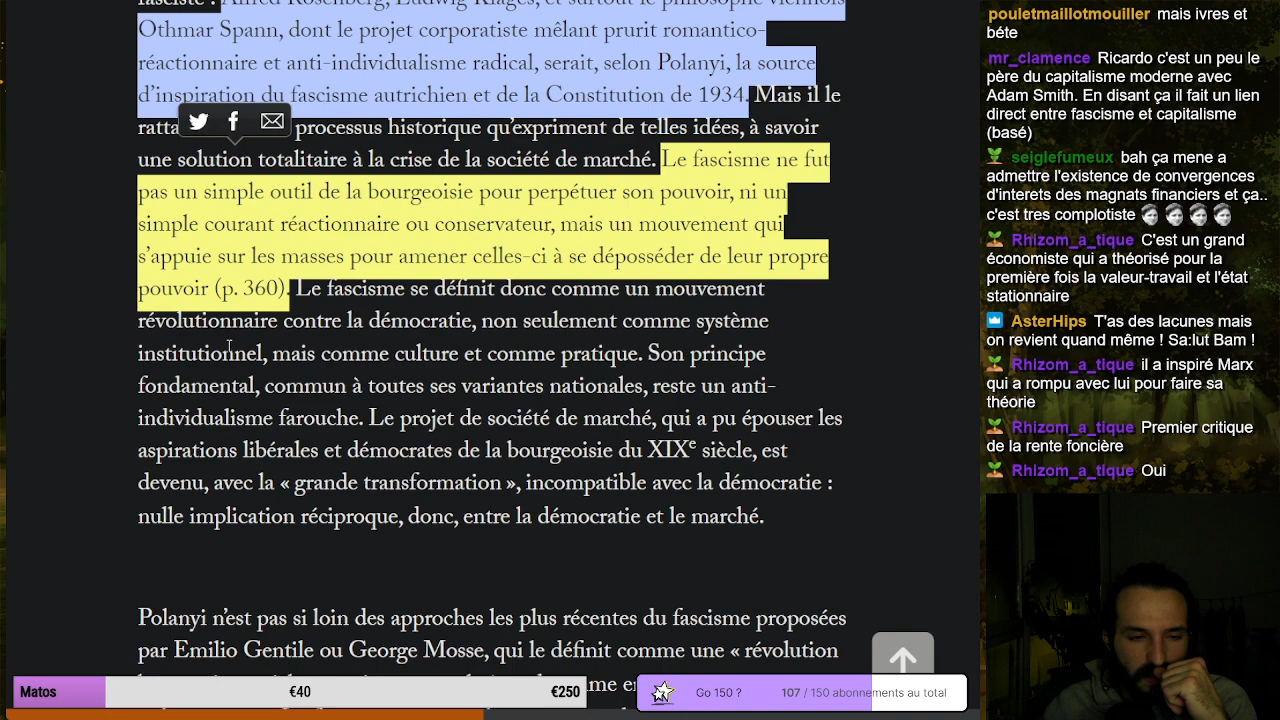 fasciste : Alfred Rosenberg, Ludwig Klages, et surtout le philosophe viennois
Othmar Spann, dont le projet corporatiste mêlant prurit romantico-
réactionnaire et anti-individualisme radical, serait, selon Polanyi, la source
d’inspiration du fascisme autrichien et de la Constitution de 1934. Mais il le
ratta processus historique qu’expriment de telles idées, à savoir
une solution totalitaire à la crise de la société de marché. Le fascisme ne fut
pas un simple outil de la bourgeoisie pour perpétuer son pouvoir, ni un
simple courant réactionnaire ou conservateur, mais un mouvement qui
s’appuie sur les masses pour amener celles-ci à se déposséder de leur propre
pouvoir (p. 360). Le fascisme se définit donc comme un mouvement
révolutionnaire contre la démocratie, non seulement comme système
institutionnel, mais comme culture et comme pratique. Son principe
fondamental, commun à toutes ses variantes nationales, reste un anti-
individualisme farouche. Le projet de société de marché, qui a pu épouser les
aspirations libérales et démocrates de la bourgeoisie du XIXe siècle, est
devenu, avec la « grande transformation », incompatible avec la démocratie :
nulle implication réciproque, donc, entre la démocratie et le marché.
Polanyi n’est pas si loin des approches les plus récentes du fascisme proposées
par Emilio Gentile ou George Mosse, qui le définit comme une « révolution
Matos €40 €250
Go 150 ? 107 / 150 abonnements au total
pouletmaillotmouiller mais ivres et
béte
mr_clamence Ricardo c'est un peu le
père du capitalisme moderne avec
Adam Smith. En disant ça il fait un lien
direct entre fascisme et capitalisme
(basé)
seiglefumeux bah ça mene a
admettre l'existence de convergences
d'interets des magnats financiers et ça..
c'est tres complotiste
Rhizom_a_tique C'est un grand
économiste qui a théorisé pour la
première fois la valeur-travail et l'état
stationnaire
AsterHips T'as des lacunes mais
on revient quand même ! Sa:lut Bam !
Rhizom_a_tique il a inspiré Marx
qui a rompu avec lui pour faire sa
théorie
Rhizom_a_tique Premier critique
de la rente foncière
Rhizom_a_tique Oui